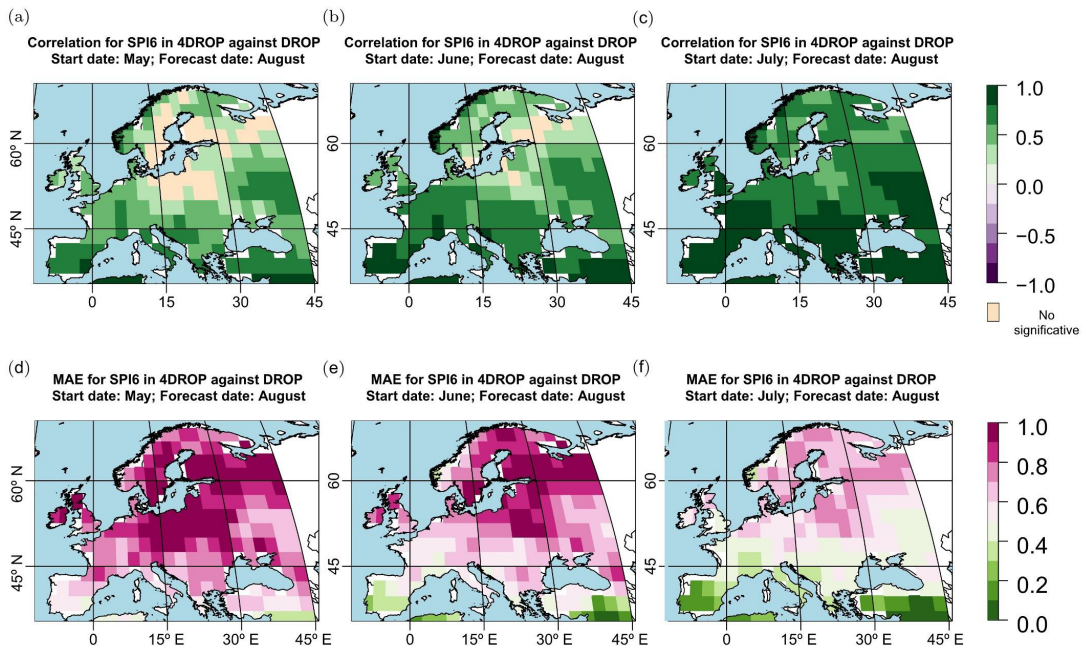 (a)
Correlation for SPI6 in 4DROP against DROP
Start date: May; Forecast date: August
60° N
45° N
0 15 30 45
(b)
Correlation for SPI6 in 4DROP against DROP
Start date: June; Forecast date: August
60
45
0 15 30 45
(c)
Correlation for SPI6 in 4DROP against DROP
Start date: July; Forecast date: August
60
45
0 15 30 45
1.0
0.5
0.0
−0.5
−1.0
No
significative
(d)
MAE for SPI6 in 4DROP against DROP
Start date: May; Forecast date: August
60° N
45° N
0 15° E 30° E 45° E
(e)
MAE for SPI6 in 4DROP against DROP
Start date: June; Forecast date: August
60
45
0 15° E 30° E 45° E
(f)
MAE for SPI6 in 4DROP against DROP
Start date: July; Forecast date: August
60
45
0 15° E 30° E 45° E
1.0
0.8
0.6
0.4
0.2
0.0